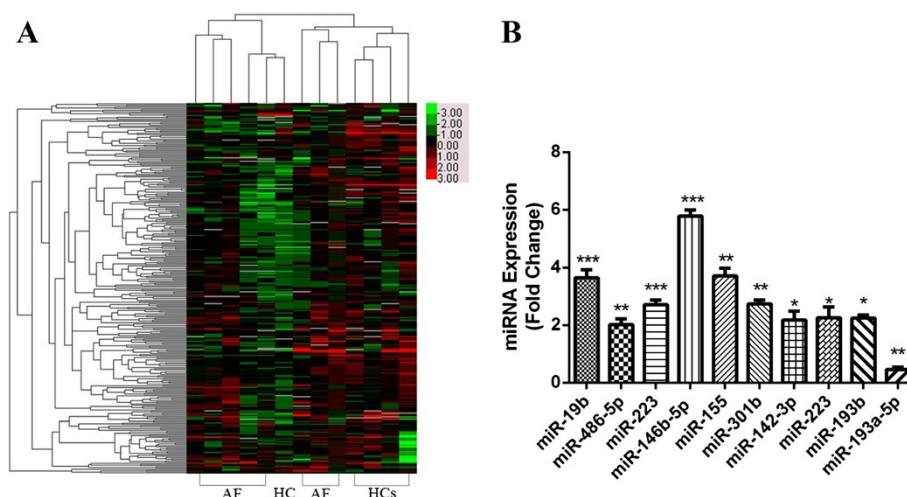 A
-3.00
-2.00
-1.00
0.00
1.00
2.00
3.00
AF
HC
AF
HCs
B
miRNA Expression
(Fold Change)
8
6
4
2
0
***
**
***
***
**
**
*
*
*
**
miR-19b
miR-486-5p
miR-223
miR-146b-5p
miR-155
miR-301b
miR-142-3p
miR-223
miR-193b
miR-193a-5p